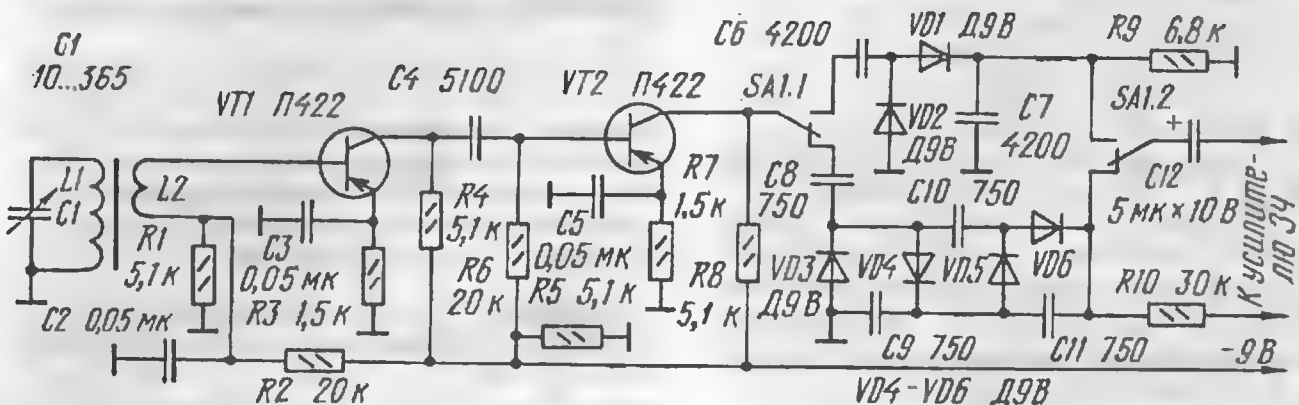 C1
10...365
VT1 П422
C4 5100
VT2 П422
SA1.1
C6 4200
VD1 Д9В
R9 6,8 к
VD2
Д9В
C7
4200
SA1.2
+
L1
C1
L2
R1
5,1 к
C2 0,05 мк
C3
0,05 мк
R3 1,5 к
R2 20 к
R4
5,1 к
R6
20 к
C5
0,05 мк
R5 5,1 к
R7
1,5 к
R8
5,1 к
C8
750
C10 750
C12
5 мк × 10 В
VD3
Д9В
VD4
VD5
VD6
R10 30 к
C9 750
C11 750
-9 В
VD4-VD6 Д9В
К усилите-
лю ЗЧ